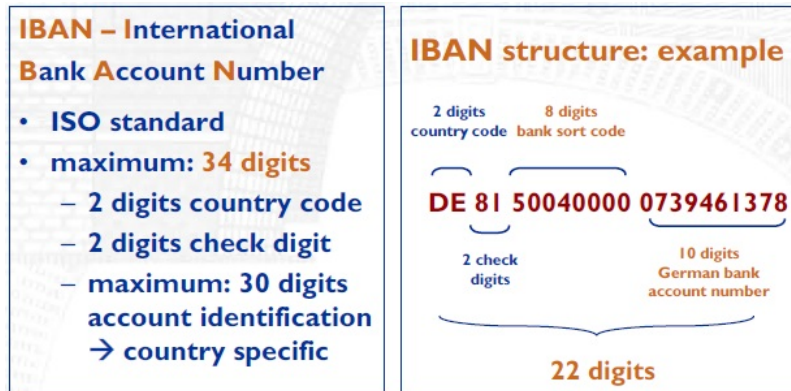 IBAN – International
Bank Account Number
• ISO standard
• maximum: 34 digits
– 2 digits country code
– 2 digits check digit
– maximum: 30 digits
account identification
→ country specific
IBAN structure: example
2 digits
country code
8 digits
bank sort code
DE 81 50040000 0739461378
2 check
digits
10 digits
German bank
account number
22 digits